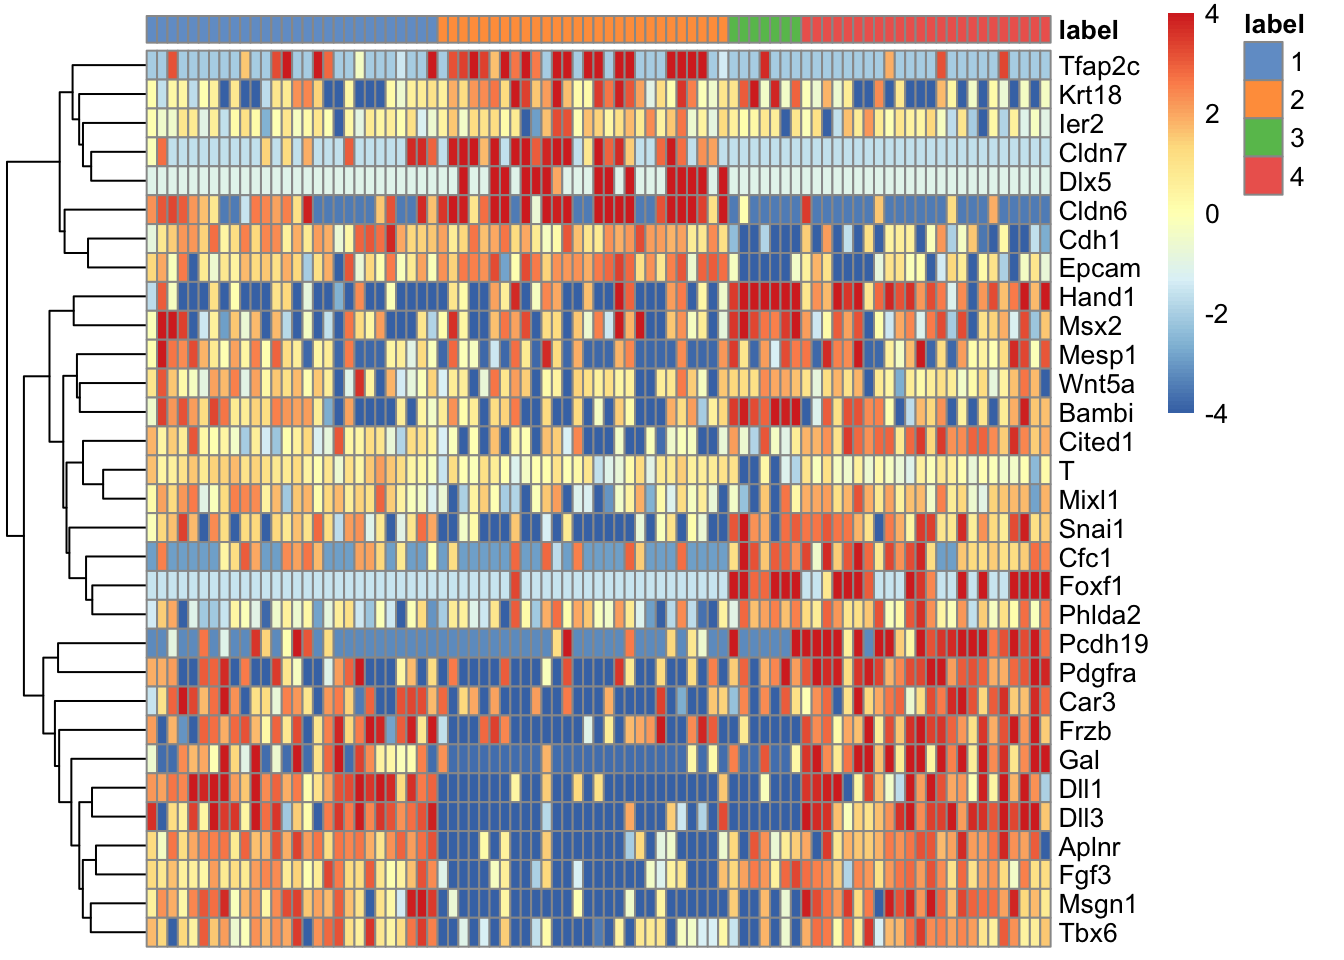 label
Tfap2c
Krt18
Ier2
Cldn7
Dlx5
Cldn6
Cdh1
Epcam
Hand1
Msx2
Mesp1
Wnt5a
Bambi
Cited1
T
Mixl1
Snai1
Cfc1
Foxf1
Phlda2
Pcdh19
Pdgfra
Car3
Frzb
Gal
Dll1
Dll3
Aplnr
Fgf3
Msgn1
Tbx6
4
2
0
-2
-4
label
1
2
3
4